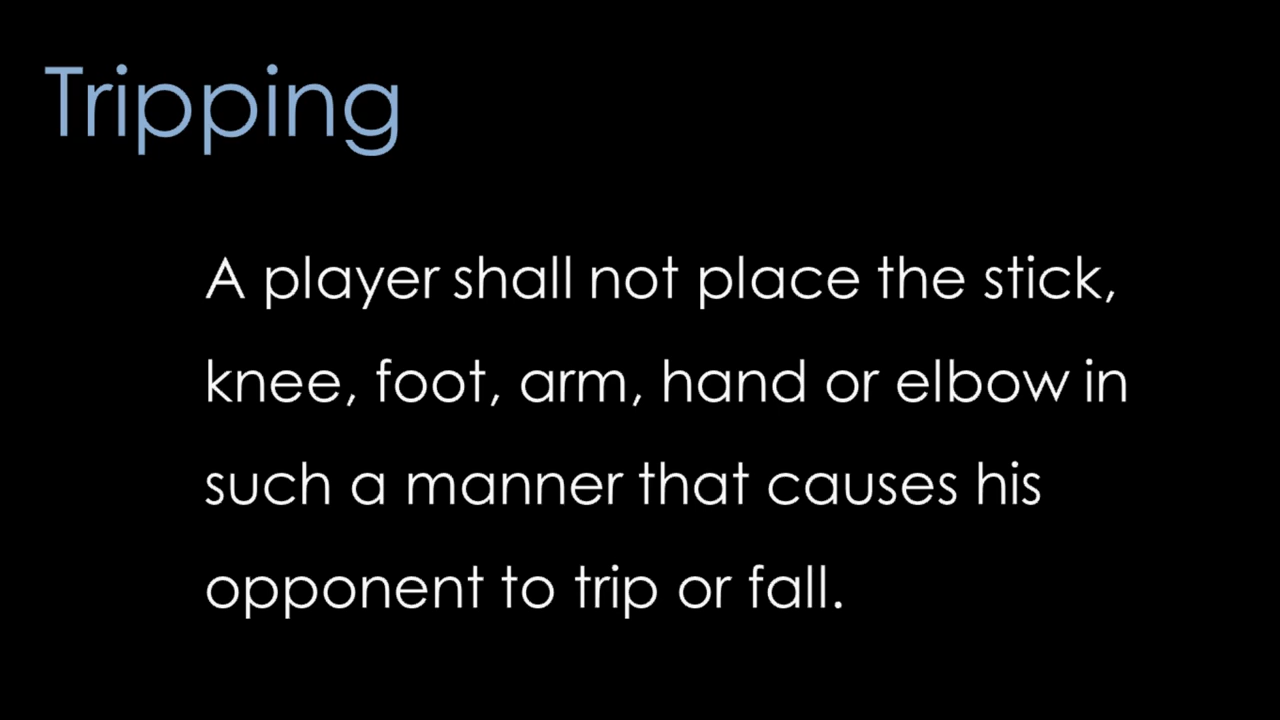 Tripping
A player shall not place the stick,
knee, foot, arm, hand or elbow in
such a manner that causes his
opponent to trip or fall.